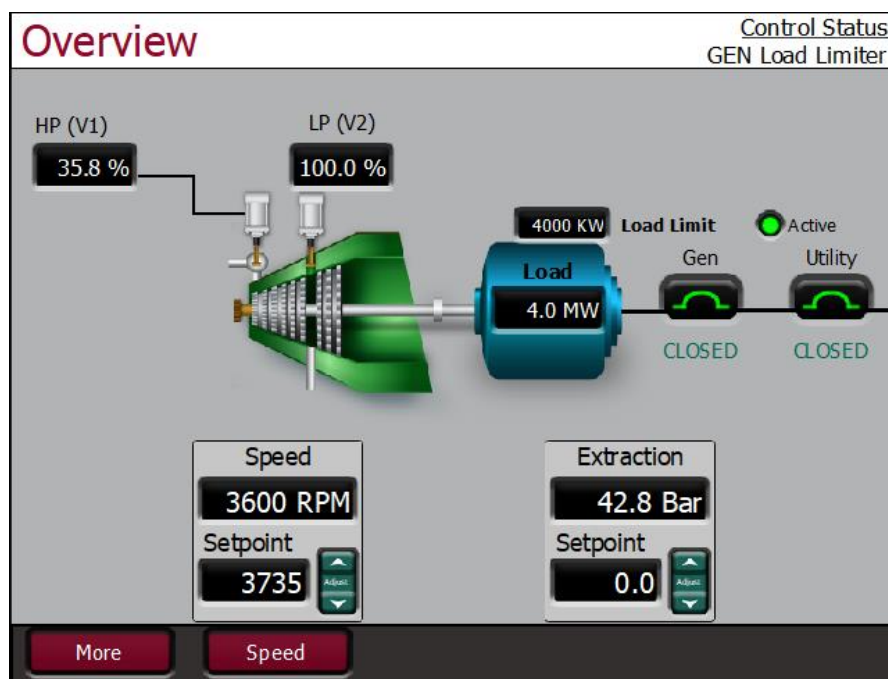 Overview
Control Status
GEN Load Limiter
HP (V1)
LP (V2)
35.8 %
100.0 %
4000 KW Load Limit Active
Gen
Utility
Load
4.0 MW
CLOSED
CLOSED
Speed
3600 RPM
Setpoint
3735
Adjust
Extraction
42.8 Bar
Setpoint
0.0
Adjust
More
Speed